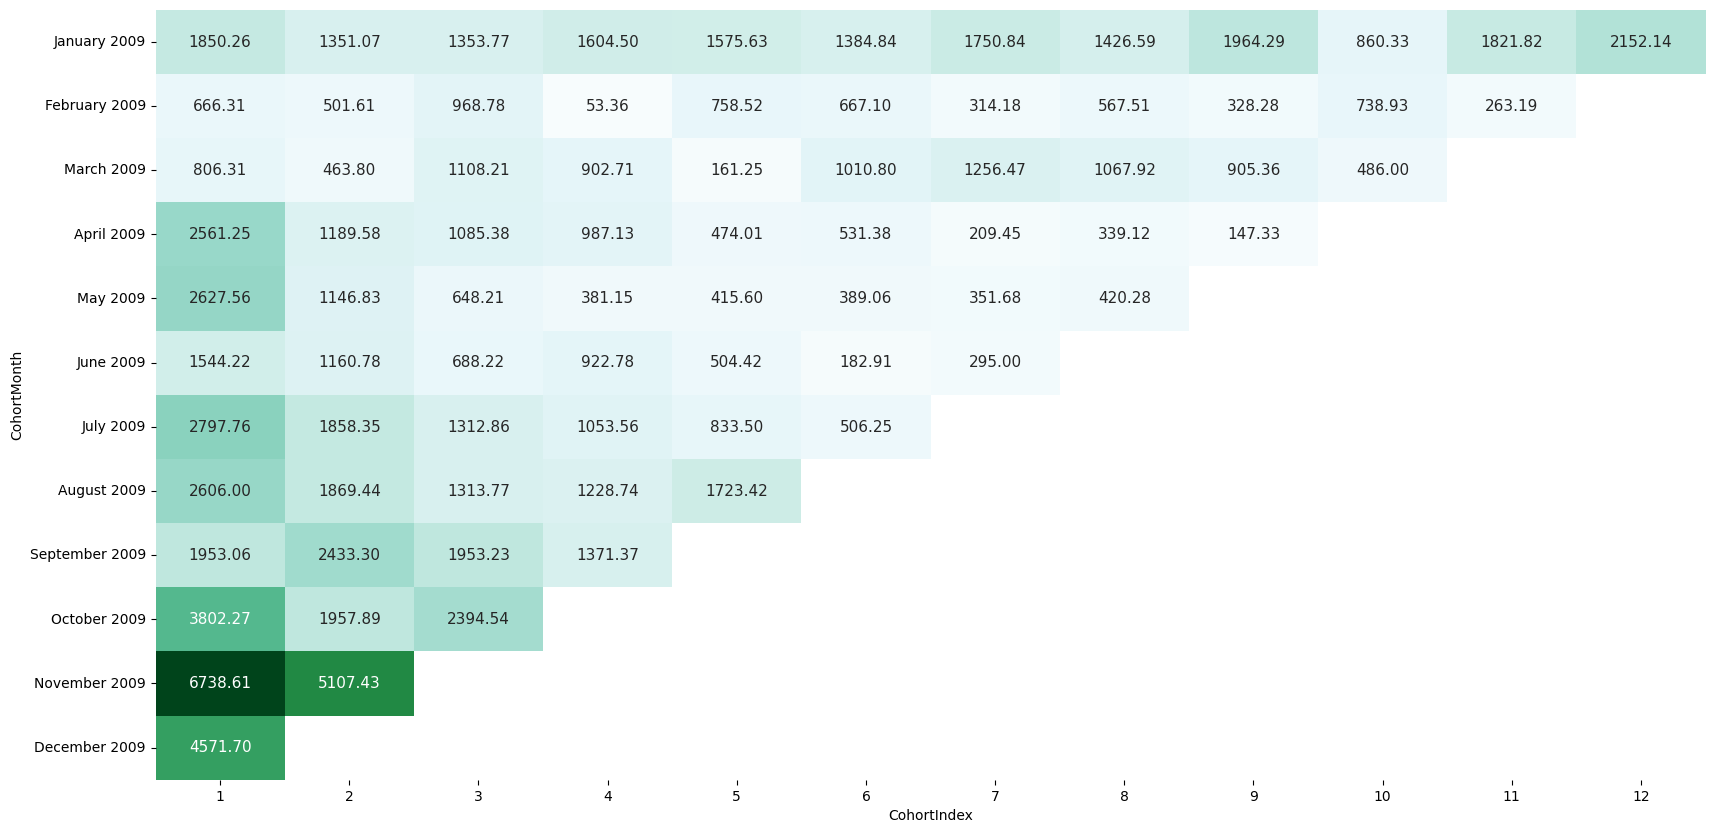 January 2009 1850.26 1351.07 1353.77 1604.50 1575.63 1384.84 1750.84 1426.59 1964.29 860.33 1821.82 2152.14
February 2009 666.31 501.61 968.78 53.36 758.52 667.10 314.18 567.51 328.28 738.93 263.19
March 2009 806.31 463.80 1108.21 902.71 161.25 1010.80 1256.47 1067.92 905.36 486.00
April 2009 2561.25 1189.58 1085.38 987.13 474.01 531.38 209.45 339.12 147.33
May 2009 2627.56 1146.83 648.21 381.15 415.60 389.06 351.68 420.28
June 2009 1544.22 1160.78 688.22 922.78 504.42 182.91 295.00
July 2009 2797.76 1858.35 1312.86 1053.56 833.50 506.25
August 2009 2606.00 1869.44 1313.77 1228.74 1723.42
September 2009 1953.06 2433.30 1953.23 1371.37
October 2009 3802.27 1957.89 2394.54
November 2009 6738.61 5107.43
December 2009 4571.70
1 2 3 4 5 6 7 8 9 10 11 12
CohortIndex
CohortMonth